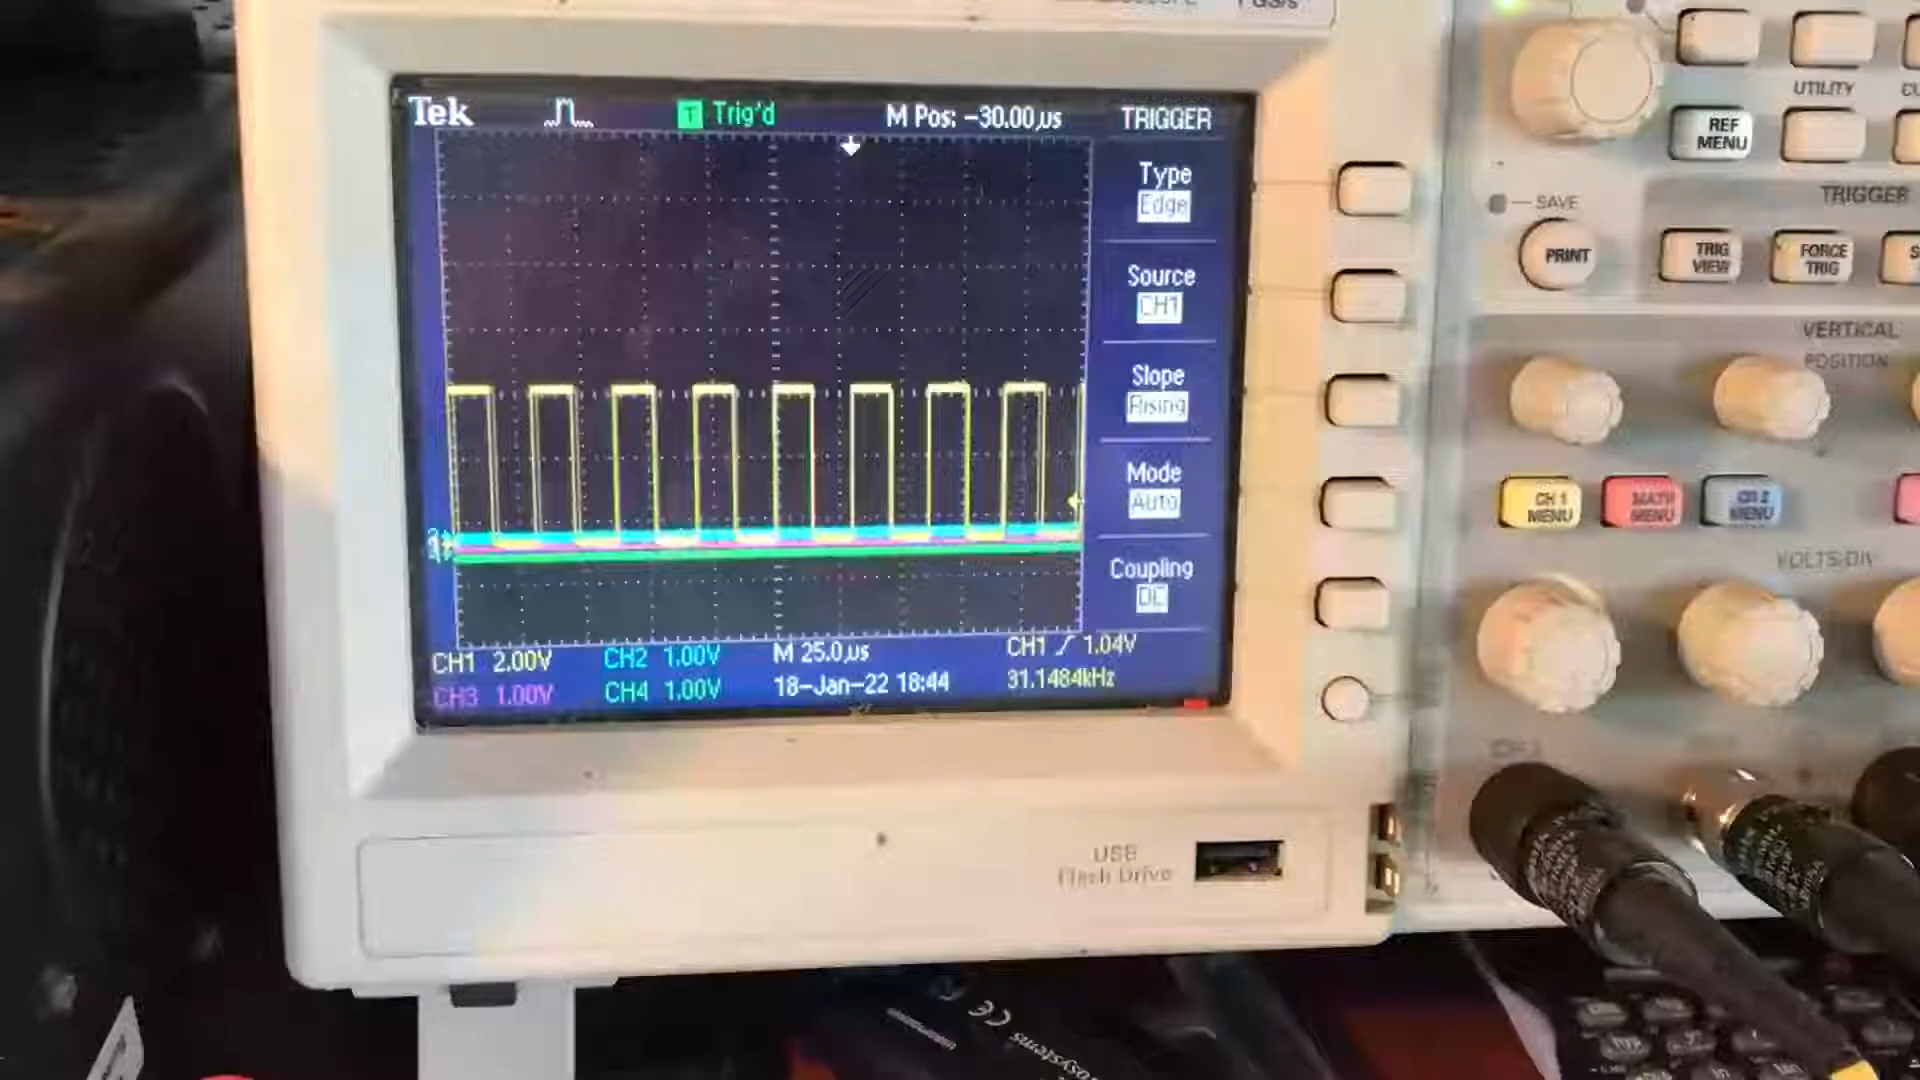 Tek
T Trig'd
M Pos: -30.00µs
TRIGGER
Type
Edge
Source
CH1
Slope
Rising
Mode
Auto
Coupling
DC
CH1 2.00V
CH2 1.00V
M 25.0µs
CH1 1.04V
CH3 1.00V
CH4 1.00V
18-Jan-22 18:44
31.1484kHz
USB
Flash Drive
UTILITY
REF
MENU
SAVE
PRINT
TRIGGER
TRIG
VIEW
FORCE
TRIG
VERTICAL
POSITION
CH 1
MENU
MATH
MENU
CH 2
MENU
VOLTS/DIV
CE